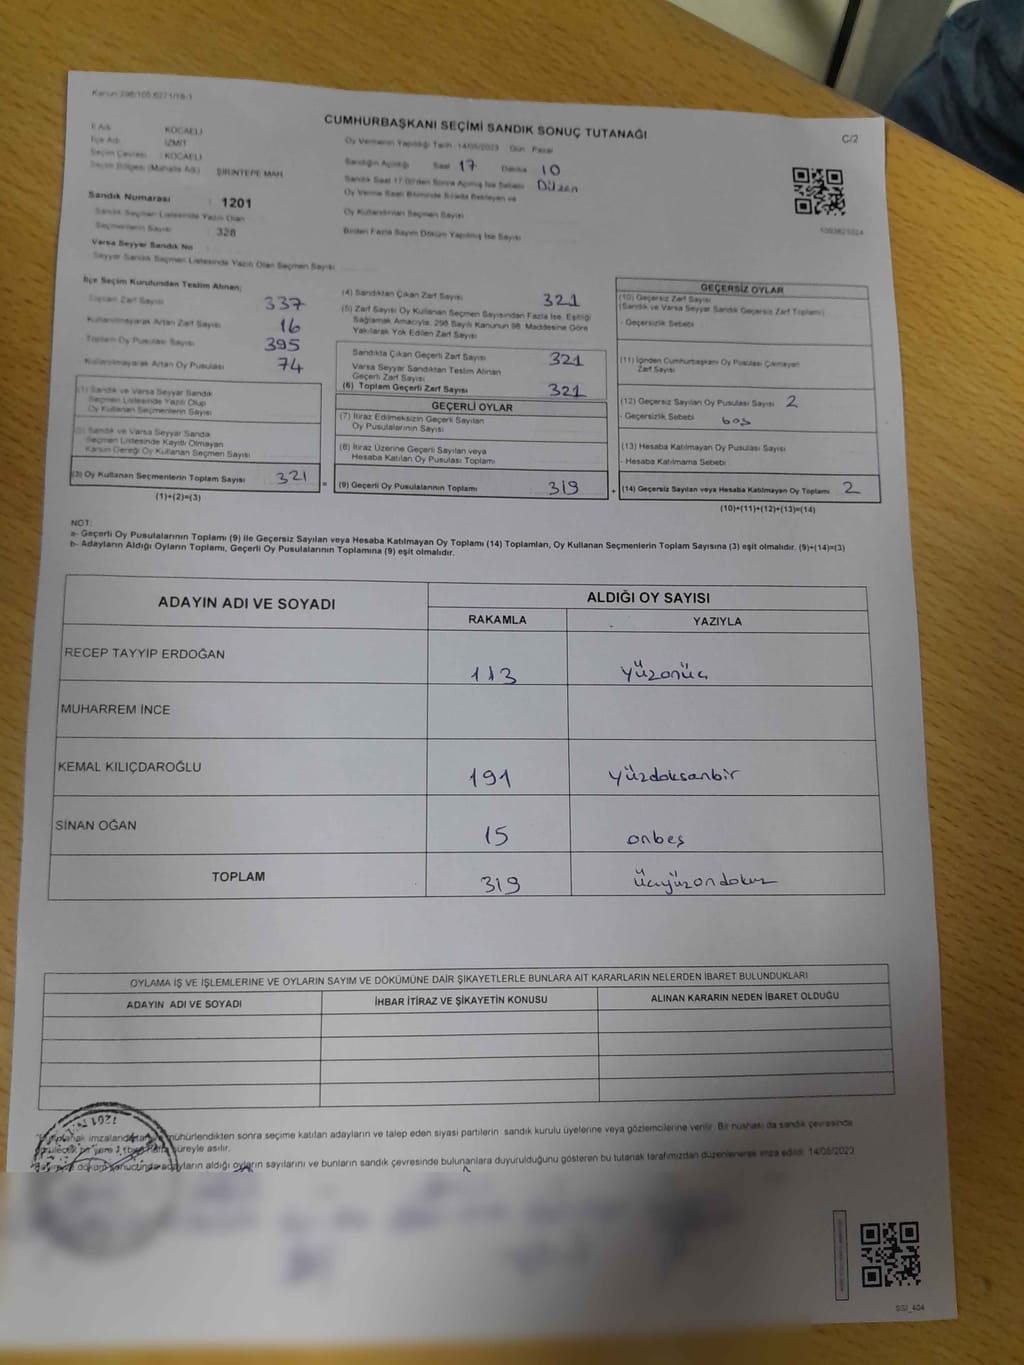 Kanun 298/105 6271/18-1
CUMHURBAŞKANI SEÇİMİ SANDIK SONUÇ TUTANAĞI
C/2
İl Adı KOCAELİ
İlçe Adı İZMİT
Seçim Çevresi : KOCAELİ
Seçim Bölgesi (Mahalle Adı) ŞİRİNTEPE MAH.
Sandık Numarası : 1201
Sandık Seçmen Listesinde Yazılı Olan
Seçmenlerin Sayısı 328
Varsa Seyyar Sandık No
Seyyar Sandık Seçmen Listesinde Yazılı Olan Seçmen Sayısı
Oy Vermenin Yapıldığı Tarih 14/05/2023 Gün Pazar
Sandığın Açıldığı Saat 17 Dakika 10
Sandık Saat 17.00'den Sonra Açılmış İse Sebebi Düzen
Oy Verme Saati Bitiminde Sırada Bekleyen ve
Oy Kullandırılan Seçmen Sayısı
Birden Fazla Sayım Döküm Yapılmış İse Sayısı
1093823024
İlçe Seçim Kurulundan Teslim Alınan;
Toplam Zarf Sayısı 337
Kullanılmayarak Artan Zarf Sayısı 16
Toplam Oy Pusulası Sayısı 395
Kullanılmayarak Artan Oy Pusulası 74
(1) Sandık ve Varsa Seyyar Sandık
Seçmen Listesinde Yazılı Olup
Oy Kullanan Seçmenlerin Sayısı
(2) Sandık ve Varsa Seyyar Sandık
Seçmen Listesinde Kayıtlı Olmayan
Kanun Gereği Oy Kullanan Seçmen Sayısı
(3) Oy Kullanan Seçmenlerin Toplam Sayısı 321
(1)+(2)=(3)
(4) Sandıktan Çıkan Zarf Sayısı 321
(5) Zarf Sayısı Oy Kullanan Seçmen Sayısından Fazla İse, Eşitliği
Sağlamak Amacıyla, 298 Sayılı Kanunun 98. Maddesine Göre
Yakılarak Yok Edilen Zarf Sayısı
Sandıkta Çıkan Geçerli Zarf Sayısı 321
Varsa Seyyar Sandıktan Teslim Alınan
Geçerli Zarf Sayısı
(6) Toplam Geçerli Zarf Sayısı 321
GEÇERLİ OYLAR
(7) İtiraz Edilmeksizin Geçerli Sayılan
Oy Pusulalarının Sayısı
(8) İtiraz Üzerine Geçerli Sayılan veya
Hesaba Katılan Oy Pusulası Toplamı
= (9) Geçerli Oy Pusulalarının Toplamı 319 +
GEÇERSİZ OYLAR
(10) Geçersiz Zarf Sayısı
(Sandık ve Varsa Seyyar Sandık Geçersiz Zarf Toplamı)
- Geçersizlik Sebebi
(11) İçinden Cumhurbaşkanı Oy Pusulası Çıkmayan
Zarf Sayısı
(12) Geçersiz Sayılan Oy Pusulası Sayısı 2
- Geçersizlik Sebebi boş
(13) Hesaba Katılmayan Oy Pusulası Sayısı
- Hesaba Katılmama Sebebi
(14) Geçersiz Sayılan veya Hesaba Katılmayan Oy Toplamı 2
(10)+(11)+(12)+(13)=(14)
NOT:
a- Geçerli Oy Pusulalarının Toplamı (9) ile Geçersiz Sayılan veya Hesaba Katılmayan Oy Toplamı (14) Toplamları, Oy Kullanan Seçmenlerin Toplam Sayısına (3) eşit olmalıdır. (9)+(14)=(3)
b- Adayların Aldığı Oyların Toplamı, Geçerli Oy Pusulalarının Toplamına (9) eşit olmalıdır.
ADAYIN ADI VE SOYADI ALDIĞI OY SAYISI
RAKAMLA YAZIYLA
RECEP TAYYİP ERDOĞAN 113 yüzonüç
MUHARREM İNCE
KEMAL KILIÇDAROĞLU 191 yüzdoksanbir
SİNAN OĞAN 15 onbeş
TOPLAM 319 üçyüzondokuz
OYLAMA İŞ VE İŞLEMLERİNE VE OYLARIN SAYIM VE DÖKÜMÜNE DAİR ŞİKAYETLERLE BUNLARA AİT KARARLARIN NELERDEN İBARET BULUNDUKLARI
ADAYIN ADI VE SOYADI İHBAR İTİRAZ VE ŞİKAYETİN KONUSU ALINAN KARARIN NEDEN İBARET OLDUĞU
mühürlendikten sonra seçime katılan adayların ve talep eden siyasi partilerin sandık kurulu üyelerine veya gözlemcilerine verilir. Bir nüshası da sandık çevresinde
süreyle asılır.
adayların aldığı oyların sayılarını ve bunların sandık çevresinde bulunanlara duyurulduğunu gösteren bu tutanak tarafımızdan düzenlenerek imza edildi. 14/05/2023
1201
SSI_404